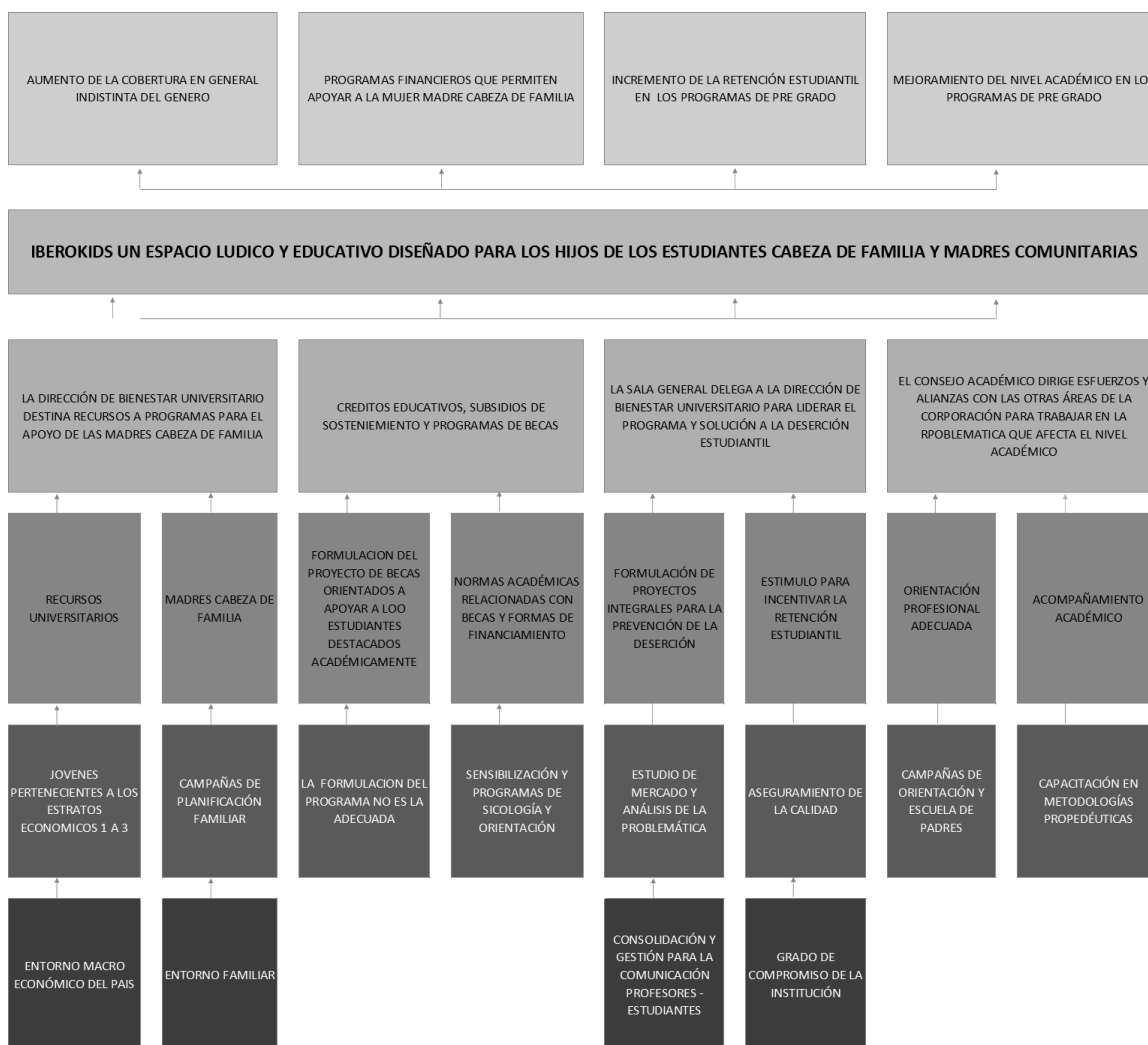 AUMENTO DE LA COBERTURA EN GENERAL
INDISTINTA DEL GENERO
PROGRAMAS FINANCIEROS QUE PERMITEN
APOYAR A LA MUJER MADRE CABEZA DE FAMILIA
INCREMENTO DE LA RETENCIÓN ESTUDIANTIL
EN LOS PROGRAMAS DE PRE GRADO
MEJORAMIENTO DEL NIVEL ACADÉMICO EN LO
PROGRAMAS DE PRE GRADO
IBEROKIDS UN ESPACIO LUDICO Y EDUCATIVO DISEÑADO PARA LOS HIJOS DE LOS ESTUDIANTES CABEZA DE FAMILIA Y MADRES COMUNITARIAS
LA DIRECCIÓN DE BIENESTAR UNIVERSITARIO
DESTINA RECURSOS A PROGRAMAS PARA EL
APOYO DE LAS MADRES CABEZA DE FAMILIA
CREDITOS EDUCATIVOS, SUBSIDIOS DE
SOSTENIEMIENTO Y PROGRAMAS DE BECAS
LA SALA GENERAL DELEGA A LA DIRECCIÓN DE
BIENESTAR UNIVERSITARIO PARA LIDERAR EL
PROGRAMA Y SOLUCIÓN A LA DESERCIÓN
ESTUDIANTIL
EL CONSEJO ACADÉMICO DIRIGE ESFUERZOS Y
ALIANZAS CON LAS OTRAS ÁREAS DE LA
CORPORACIÓN PARA TRABAJAR EN LA
RPOBLEMATICA QUE AFECTA EL NIVEL
ACADÉMICO
RECURSOS
UNIVERSITARIOS
MADRES CABEZA DE
FAMILIA
FORMULACION DEL
PROYECTO DE BECAS
ORIENTADOS A
APOYAR A LOO
ESTUDIANTES
DESTACADOS
ACADÉMICAMENTE
NORMAS ACADÉMICAS
RELACIONADAS CON
BECAS Y FORMAS DE
FINANCIAMIENTO
FORMULACIÓN DE
PROYECTOS
INTEGRALES PARA LA
PREVENCIÓN DE LA
DESERCIÓN
ESTIMULO PARA
INCENTIVAR LA
RETENCIÓN
ESTUDIANTIL
ORIENTACIÓN
PROFESIONAL
ADECUADA
ACOMPAÑAMIENTO
ACADÉMICO
JOVENES
PERTENECIENTES A LOS
ESTRATOS
ECONOMICOS 1 A 3
CAMPAÑAS DE
PLANIFICACIÓN
FAMILIAR
LA FORMULACION DEL
PROGRAMA NO ES LA
ADECUADA
SENSIBILIZACIÓN Y
PROGRAMAS DE
SICOLOGÍA Y
ORIENTACIÓN
ESTUDIO DE
MERCADO Y
ANÁLISIS DE LA
PROBLEMÁTICA
ASEGURAMIENTO DE
LA CALIDAD
CAMPAÑAS DE
ORIENTACIÓN Y
ESCUELA DE
PADRES
CAPACITACIÓN EN
METODOLOGÍAS
PROPEDÉUTICAS
ENTORNO MACRO
ECONÓMICO DEL PAIS
ENTORNO FAMILIAR
CONSOLIDACIÓN Y
GESTIÓN PARA LA
COMUNICACIÓN
PROFESORES -
ESTUDIANTES
GRADO DE
COMPROMISO DE LA
INSTITUCIÓN